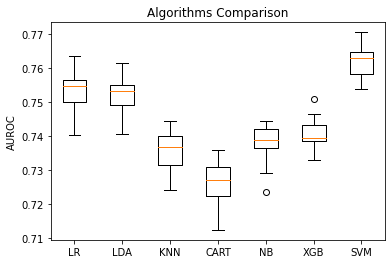 Algorithms Comparison
AUROC
0.77
0.76
0.75
0.74
0.73
0.72
0.71
LR LDA KNN CART NB XGB SVM